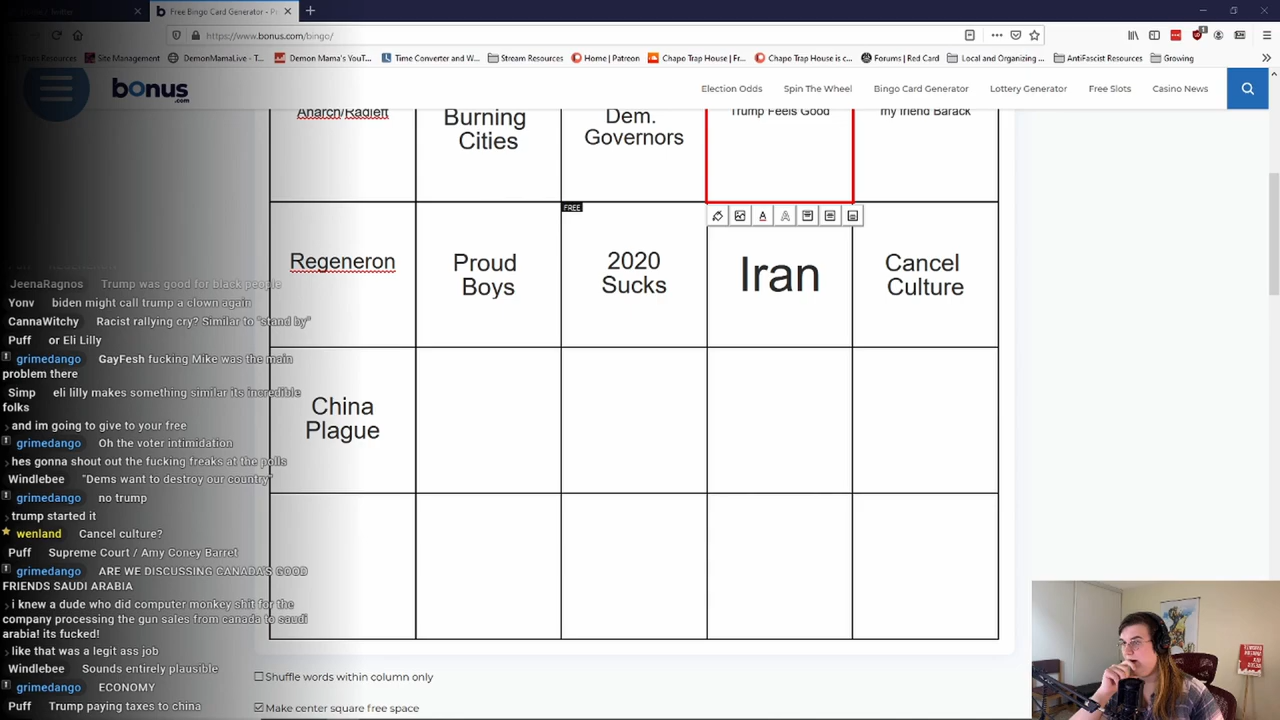 Free Bingo Card Generator - Pr
https://www.bonus.com/bingo/
Site Management
DemonMamaLive - T...
Demon Mama's YouT...
Time Converter and W...
Stream Resources
Home | Patreon
Chapo Trap House | Fr...
Chapo Trap House is c...
Forums | Red Card
Local and Organizing ...
AntiFascist Resources
Growing
bonus
.com
Election Odds
Spin The Wheel
Bingo Card Generator
Lottery Generator
Free Slots
Casino News
Anarch/Radleft
Burning
Cities
Dem.
Governors
Trump Feels Good
my friend Barack
FREE
Regeneron
Proud
Boys
2020
Sucks
Iran
Cancel
Culture
China
Plague
JeenaRagnos Trump was good for black people
Yonv biden might call trump a clown again
CannaWitchy Racist rallying cry? Similar to "stand by"
Puff or Eli Lilly
grimedango GayFesh fucking Mike was the main
problem there
Simp eli lilly makes something similar its incredible
folks
and im going to give to your free
grimedango Oh the voter intimidation
hes gonna shout out the fucking freaks at the polls
Windlebee "Dems want to destroy our country"
grimedango no trump
trump started it
wenland Cancel culture?
Puff Supreme Court / Amy Coney Barret
grimedango ARE WE DISCUSSING CANADA'S GOOD
FRIENDS SAUDI ARABIA
i knew a dude who did computer monkey shit for the
company processing the gun sales from canada to saudi
arabia! its fucked!
like that was a legit ass job
Windlebee Sounds entirely plausible
grimedango ECONOMY
Puff Trump paying taxes to china
Shuffle words within column only
Make center square free space